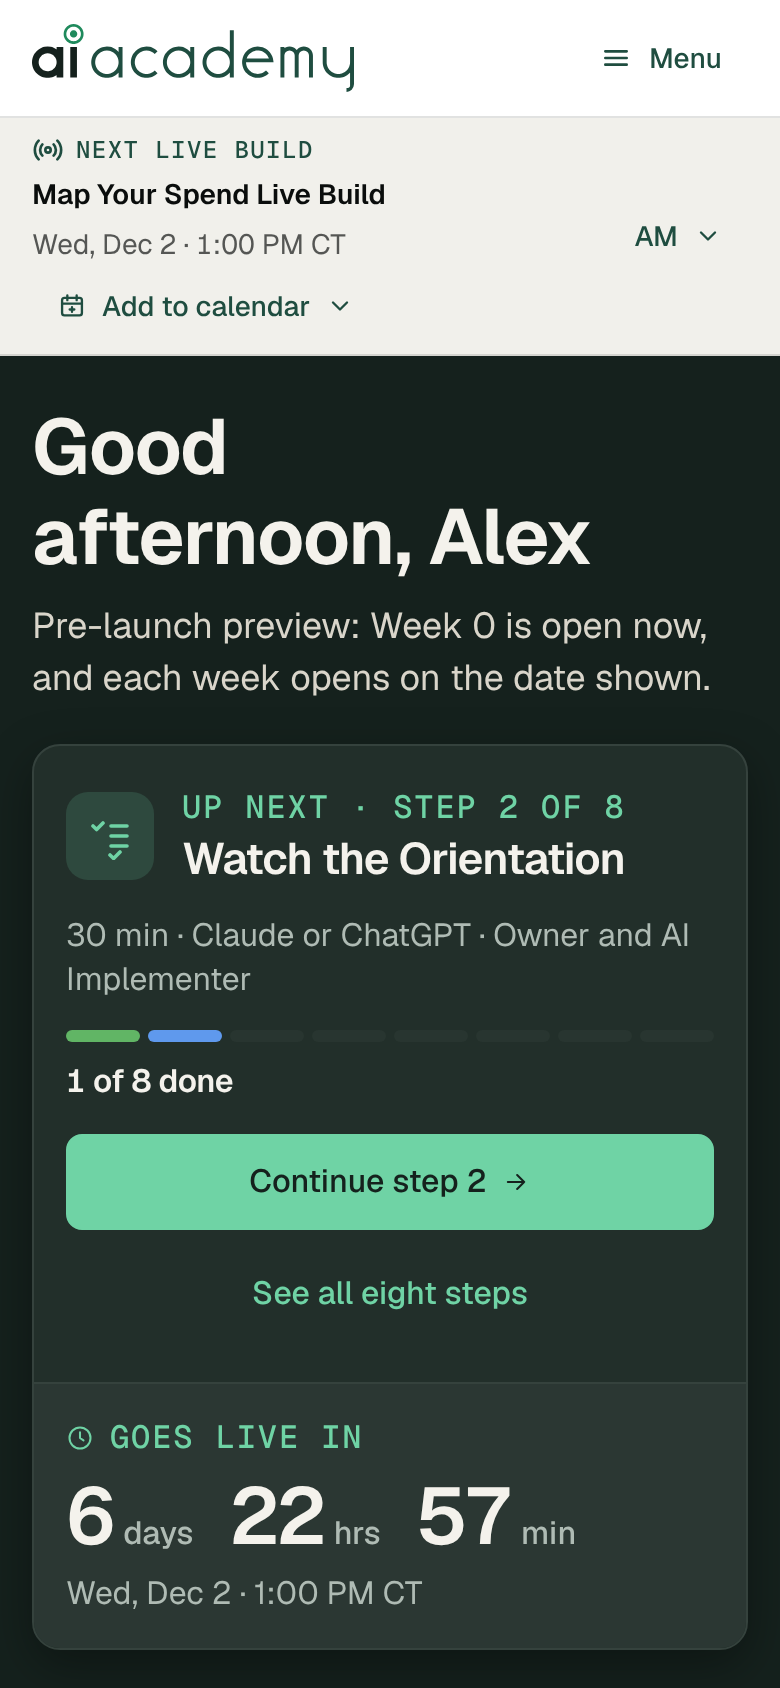 ai academy
Menu
NEXT LIVE BUILD
Map Your Spend Live Build
Wed, Dec 2 · 1:00 PM CT
AM
Add to calendar
Good
afternoon, Alex
Pre-launch preview: Week 0 is open now,
and each week opens on the date shown.
UP NEXT · STEP 2 OF 8
Watch the Orientation
30 min · Claude or ChatGPT · Owner and AI
Implementer
1 of 8 done
Continue step 2 →
See all eight steps
GOES LIVE IN
6 days 22 hrs 57 min
Wed, Dec 2 · 1:00 PM CT